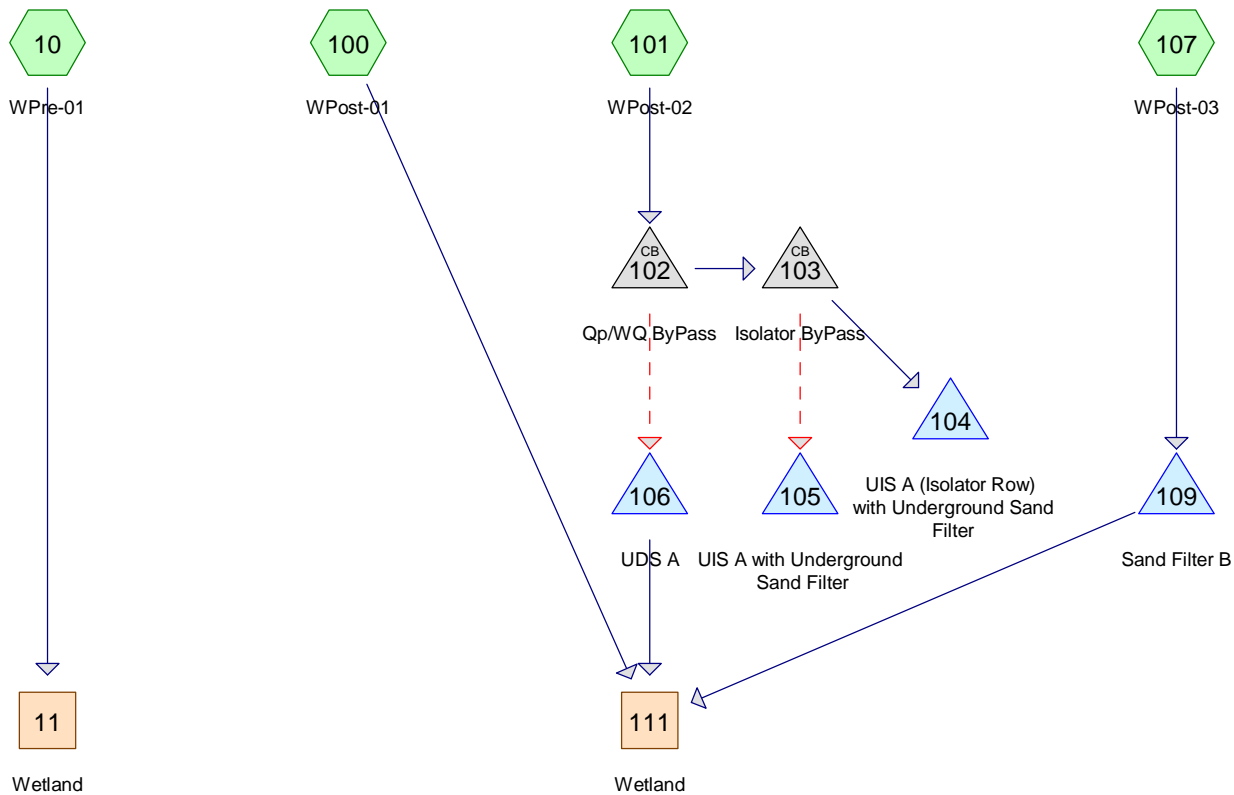 10
100
101
107
WPre-01
WPost-01
WPost-02
WPost-03
CB
102
CB
103
Qp/WQ ByPass
Isolator ByPass
104
UIS A (Isolator Row)
with Underground Sand
Filter
106
105
109
UDS A
UIS A with Underground
Sand Filter
Sand Filter B
11
111
Wetland
Wetland